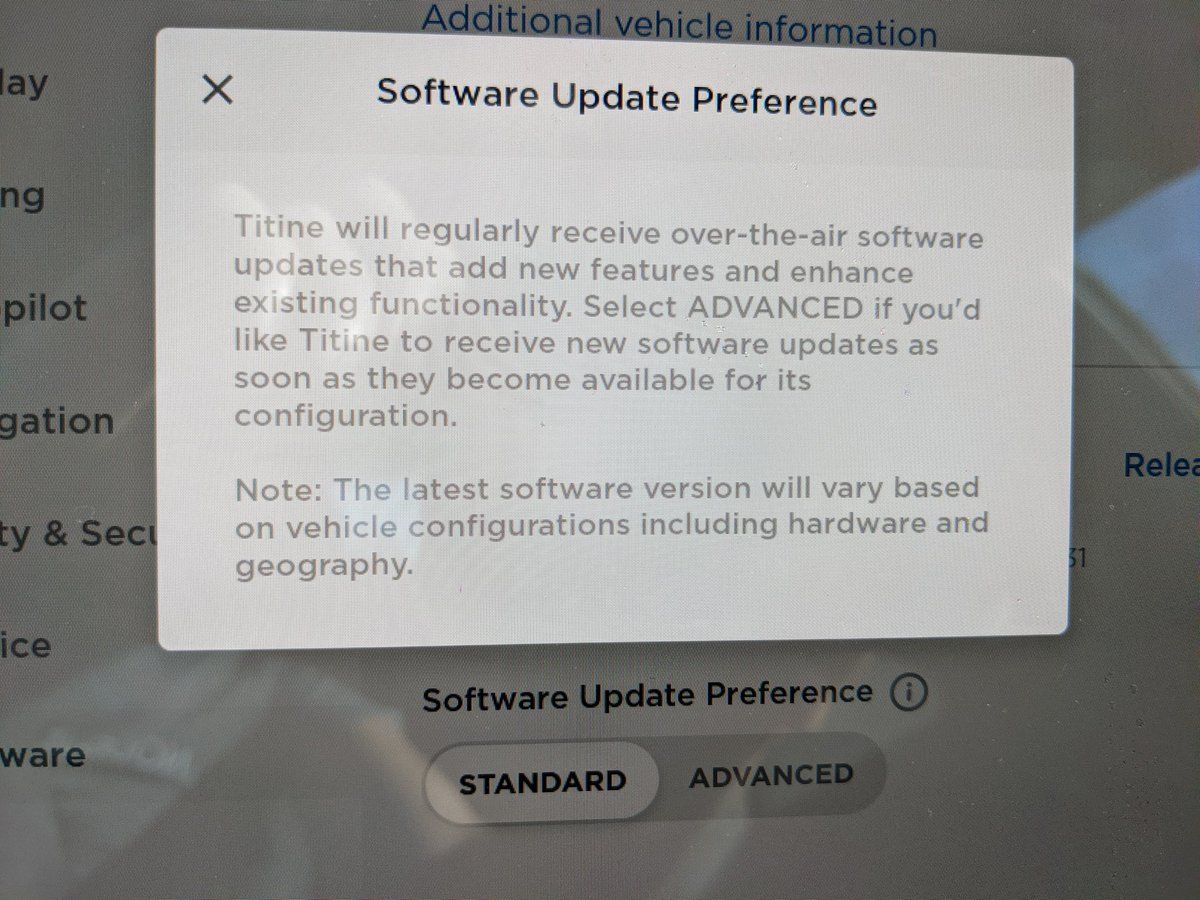 Additional vehicle information
lay
Software Update Preference
ng
Titine will regularly receive over-the-air software
updates that add new features and enhance
existing functionality. Select ADVANCED if you'd
like Titine to receive new software updates as
soon as they become available for its
configuration.
pilot
gation
Relea
Note: The latest software version will vary based
on vehicle configurations including hardware and
geography.
ty & Secu
31
ice
Software Update Preference
ware
STANDARD
ADVANCED